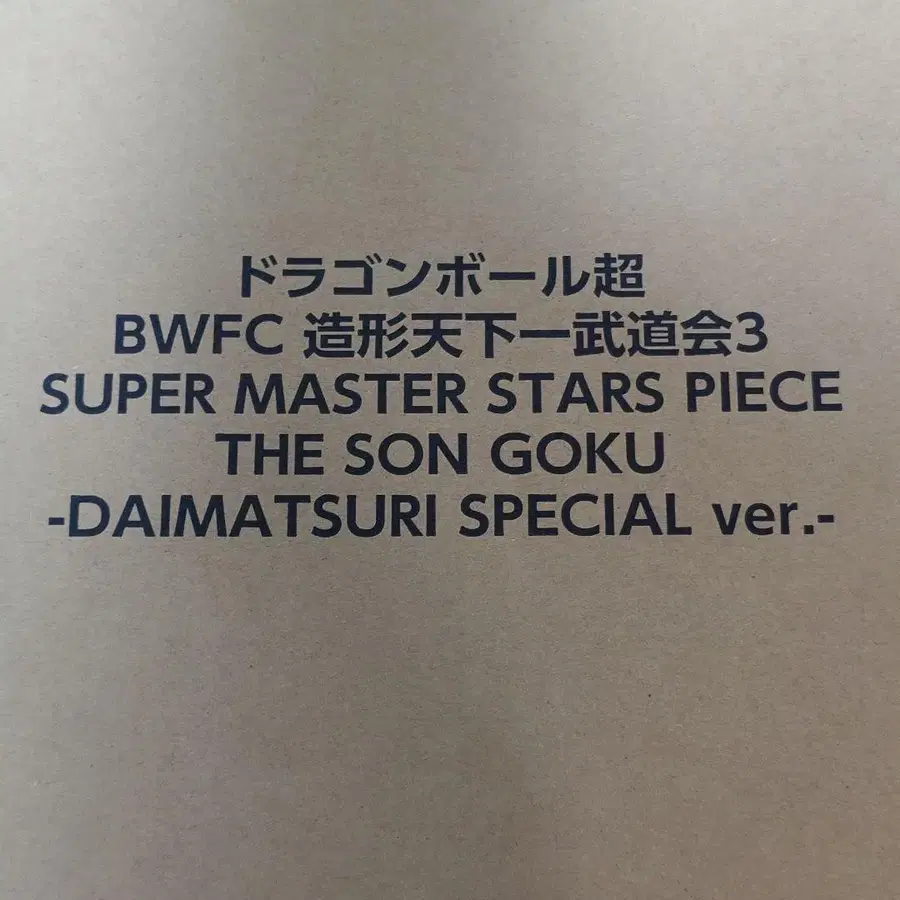 ドラゴンボール超
BWFC 造形天下一武道会3
SUPER MASTER STARS PIECE
THE SON GOKU
-DAIMATSURI SPECIAL ver.-